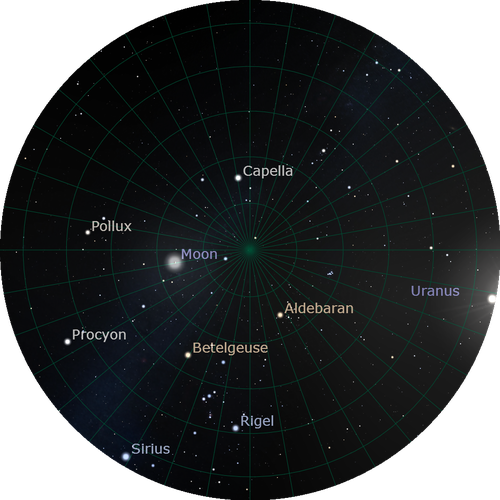 Capella
Pollux
Moon
Uranus
Aldebaran
Procyon
Betelgeuse
Rigel
Sirius